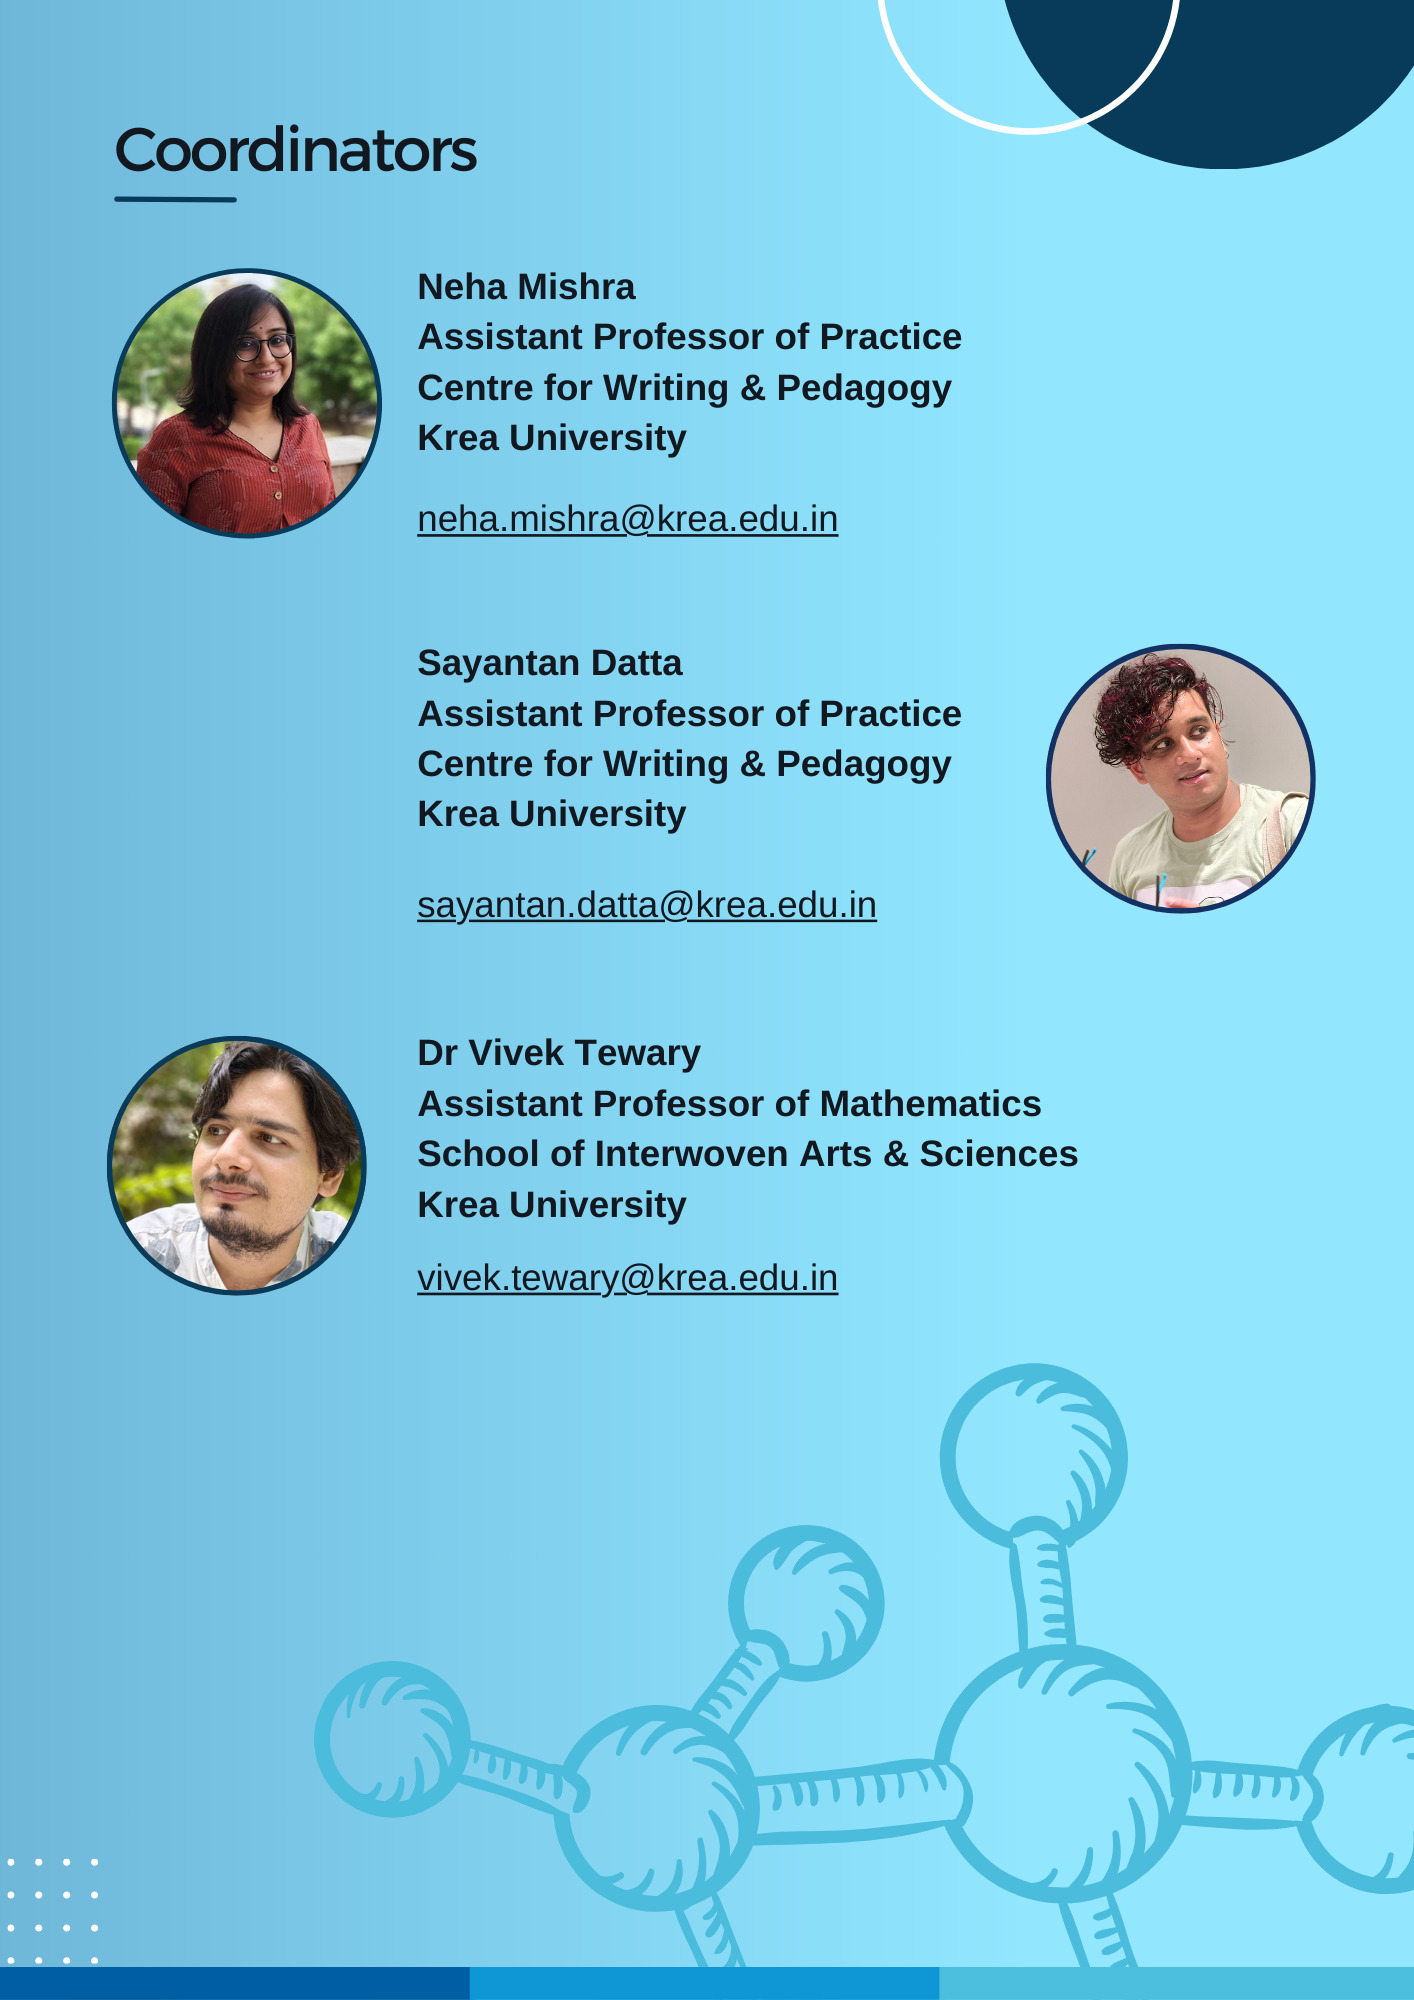 Coordinators
Neha Mishra
Assistant Professor of Practice
Centre for Writing & Pedagogy
Krea University
neha.mishra@krea.edu.in
Sayantan Datta
Assistant Professor of Practice
Centre for Writing & Pedagogy
Krea University
sayantan.datta@krea.edu.in
Dr Vivek Tewary
Assistant Professor of Mathematics
School of Interwoven Arts & Sciences
Krea University
vivek.tewary@krea.edu.in